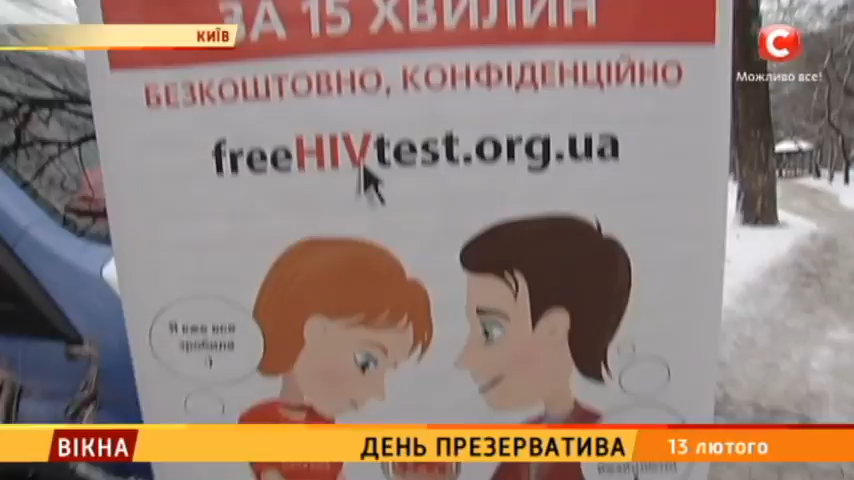 ЗА 15 ХВИЛИН
КИЇВ
Можливо все!
БЕЗКОШТОВНО, КОНФІДЕНЦІЙНО
freeHIVtest.org.ua
Я вже все
зробила
:)
ВІКНА
ДЕНЬ ПРЕЗЕРВАТИВА
13 лютого